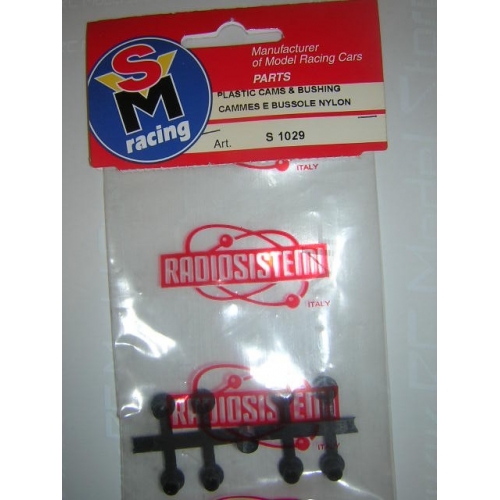 SM
racing
Manufacturer
of Model Racing Cars
PARTS
PLASTIC CAMS & BUSHING
CAMMES E BUSSOLE NYLON
Art. S 1029
ITALY
RADIOSISTEMI
ITALY
RADIOSISTEMI
ITALY